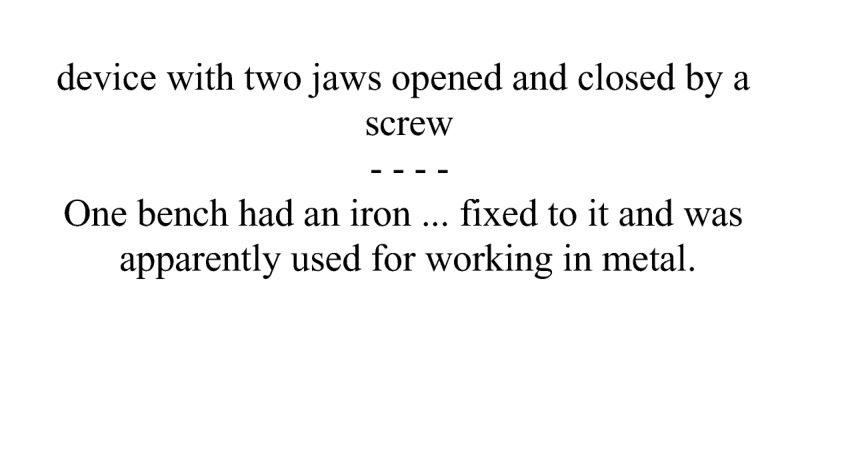 device with two jaws opened and closed by a
screw
- - - -
One bench had an iron ... fixed to it and was
apparently used for working in metal.